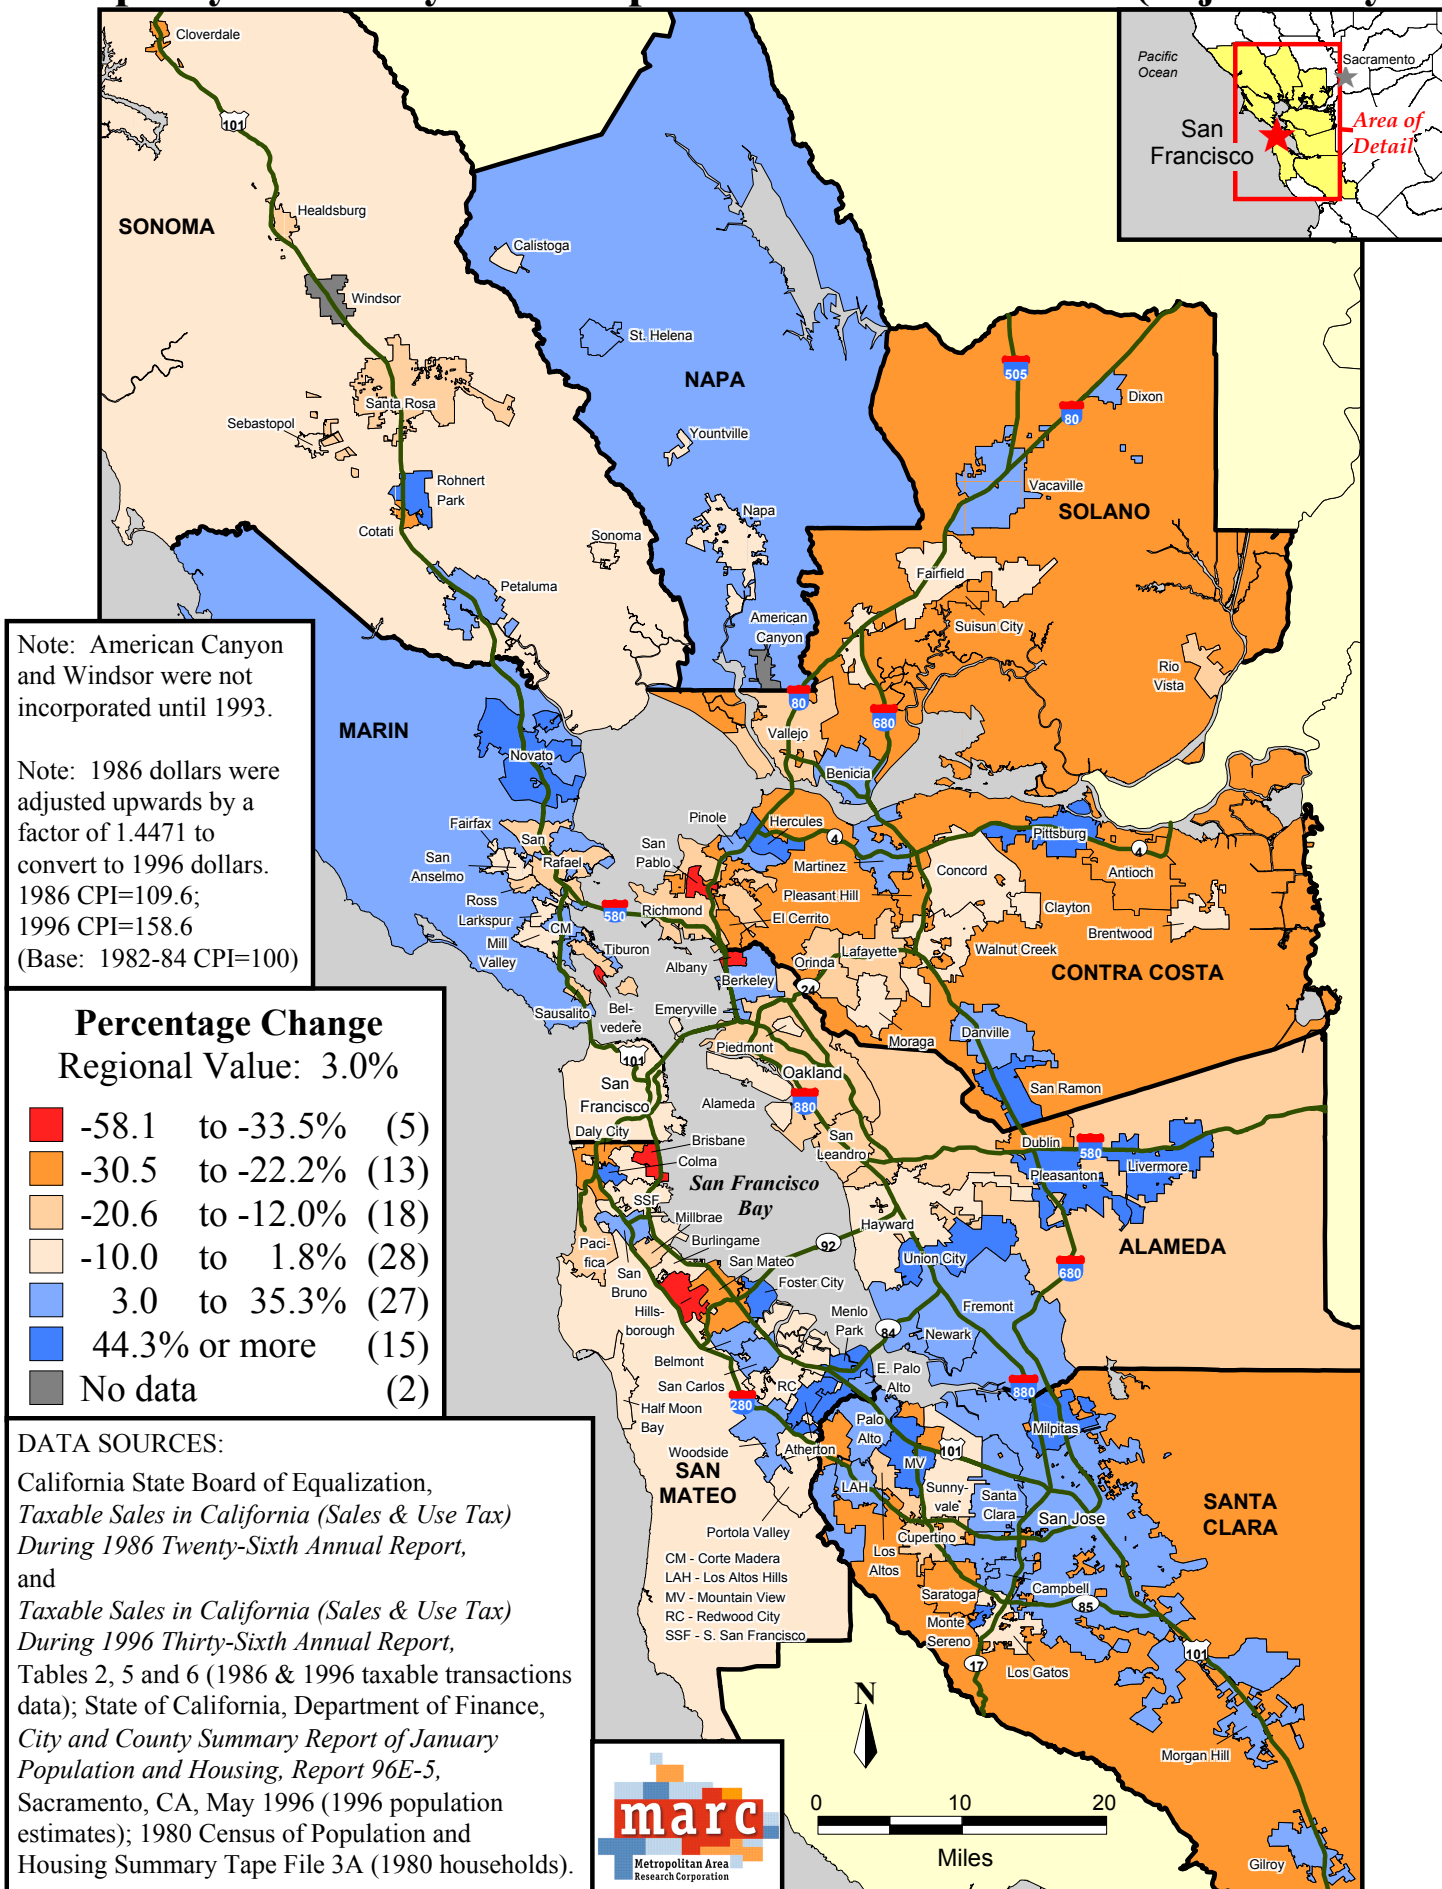 Cloverdale
101
Healdsburg
SONOMA
Windsor
Calistoga
St. Helena
NAPA
Santa Rosa
Sebastopol
Yountville
Rohnert
Park
Cotati
Napa
Sonoma
Petaluma
American
Canyon
Pacific
Ocean
Sacramento
San
Francisco
Area of
Detail
505
80
Dixon
Vacaville
SOLANO
Fairfield
Suisun City
Rio
Vista
80
680
Vallejo
Benicia
Note: American Canyon
and Windsor were not
incorporated until 1993.
Note: 1986 dollars were
adjusted upwards by a
factor of 1.4471 to
convert to 1996 dollars.
1986 CPI=109.6;
1996 CPI=158.6
(Base: 1982-84 CPI=100)
MARIN
Novato
Fairfax
San
Rafael
San
Anselmo
Ross
Larkspur
CM
Mill
Valley
Tiburon
Sausalito
Bel-
vedere
580
Pinole
Hercules
San
Pablo
4
Martinez
Pleasant Hill
Richmond
El Cerrito
Albany
Berkeley
Emeryville
Orinda
24
Lafayette
Moraga
Concord
Pittsburg
4
Antioch
Clayton
Brentwood
Walnut Creek
CONTRA COSTA
Danville
San Ramon
Piedmont
Oakland
Alameda
880
San
Leandro
101
San
Francisco
Daly City
Brisbane
Colma
San Francisco
Bay
SSF
Millbrae
Burlingame
Paci-
fica
San
Bruno
San Mateo
Foster City
Hills-
borough
92
Hayward
Union City
Dublin
580
Livermore
Pleasanton
ALAMEDA
680
Fremont
Newark
84
Menlo
Park
Belmont
San Carlos
RC
E. Palo
Alto
280
Half Moon
Bay
Woodside
Atherton
Palo
Alto
880
Milpitas
SAN
MATEO
101
MV
LAH
Sunny-
vale
Santa
Clara
San Jose
SANTA
CLARA
Portola Valley
Cupertino
Los
Altos
Saratoga
Campbell
85
Monte
Sereno
17
Los Gatos
101
Morgan Hill
Gilroy
CM - Corte Madera
LAH - Los Altos Hills
MV - Mountain View
RC - Redwood City
SSF - S. San Francisco
Percentage Change
Regional Value: 3.0%
-58.1 to -33.5% (5)
-30.5 to -22.2% (13)
-20.6 to -12.0% (18)
-10.0 to 1.8% (28)
3.0 to 35.3% (27)
44.3% or more (15)
No data (2)
DATA SOURCES:
California State Board of Equalization,
Taxable Sales in California (Sales & Use Tax)
During 1986 Twenty-Sixth Annual Report,
and
Taxable Sales in California (Sales & Use Tax)
During 1996 Thirty-Sixth Annual Report,
Tables 2, 5 and 6 (1986 & 1996 taxable transactions
data); State of California, Department of Finance,
City and County Summary Report of January
Population and Housing, Report 96E-5,
Sacramento, CA, May 1996 (1996 population
estimates); 1980 Census of Population and
Housing Summary Tape File 3A (1980 households).
marc
Metropolitan Area
Research Corporation
N
0 10 20
Miles